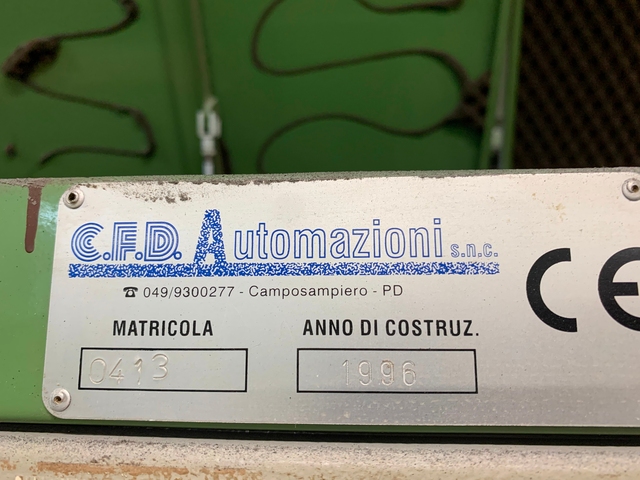 C.F.D. Automazioni s.n.c.
☎ 049/9300277 - Camposampiero - PD
MATRICOLA ANNO DI COSTRUZ.
0413 1996
CE